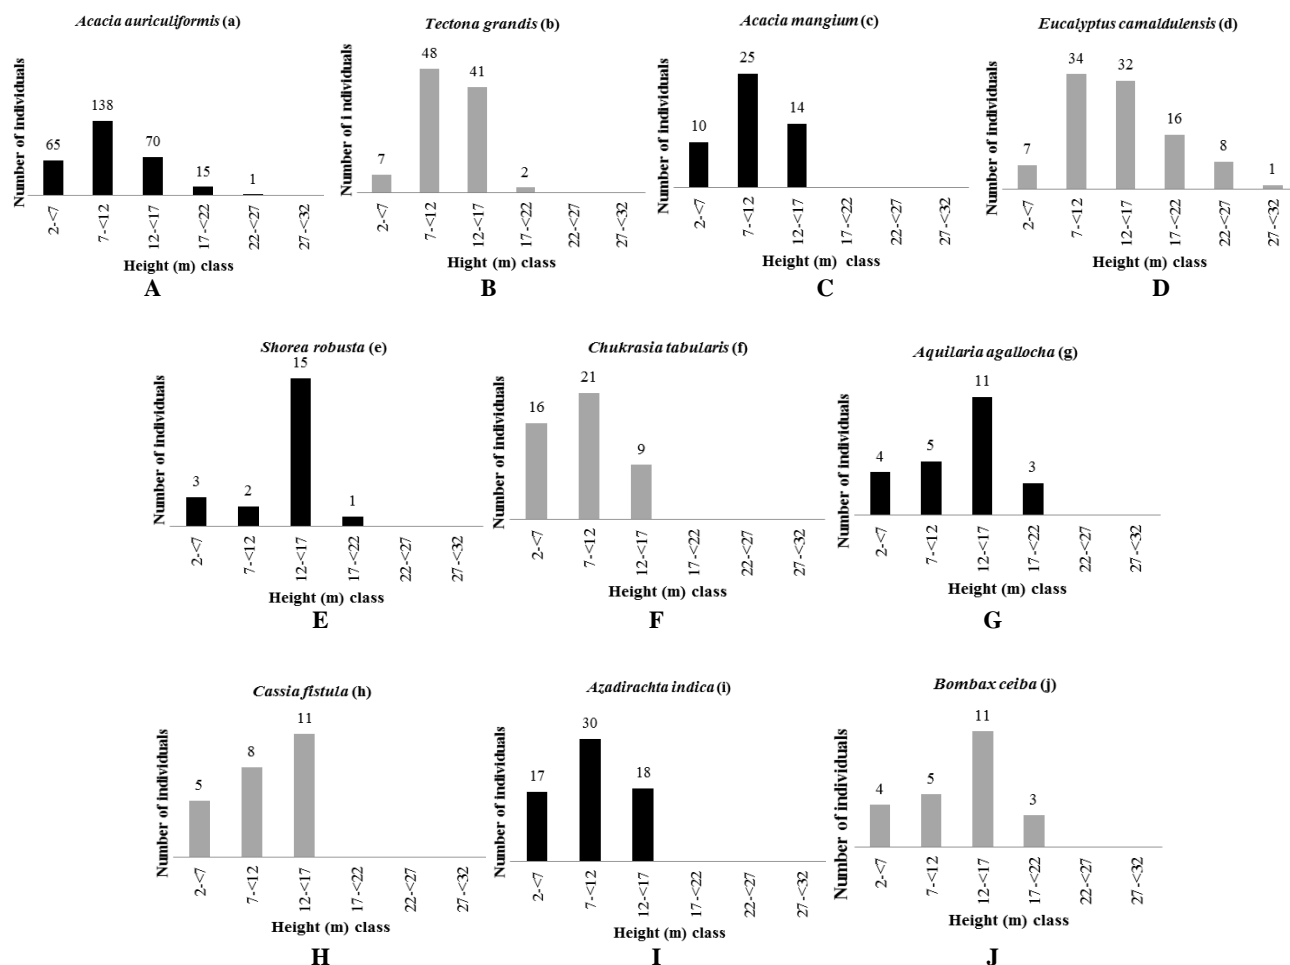 Acacia auriculiformis (a)
Number of individuals
65
138
70
15
1
2-<7
7-<12
12-<17
17-<22
22-<27
27-<32
Height (m) class
A
Tectona grandis (b)
Number of i ndividuals
7
48
41
2
2-<7
7-<12
12-<17
17-<22
22-<27
27-<32
Hight (m) class
B
Acacia mangium (c)
Number of individuals
10
25
14
2-<7
7-<12
12-<17
17-<22
22-<27
27-<32
Height (m) class
C
Eucalyptus camaldulensis (d)
Number of individuals
7
34
32
16
8
1
2-<7
7-<12
12-<17
17-<22
22-<27
27-<32
Height (m) class
D
Shorea robusta (e)
Number of individuals
3
2
15
1
2-<7
7-<12
12-<17
17-<22
22-<27
27-<32
Height (m) class
E
Chukrasia tabularis (f)
Number of individuals
16
21
9
2-<7
7-<12
12-<17
17-<22
22-<27
27-<32
Height (m) class
F
Aquilaria agallocha (g)
Number of individuals
4
5
11
3
2-<7
7-<12
12-<17
17-<22
22-<27
27-<32
Height (m) class
G
Cassia fistula (h)
Number of individuals
5
8
11
2-<7
7-<12
12-<17
17-<22
22-<27
27-<32
Height (m) class
H
Azadirachta indica (i)
Number of individuals
17
30
18
2-<7
7-<12
12-<17
17-<22
22-<27
27-<32
Height (m) class
I
Bombax ceiba (j)
Number of individuals
4
5
11
3
2-<7
7-<12
12-<17
17-<22
22-<27
27-<32
Height (m) class
J